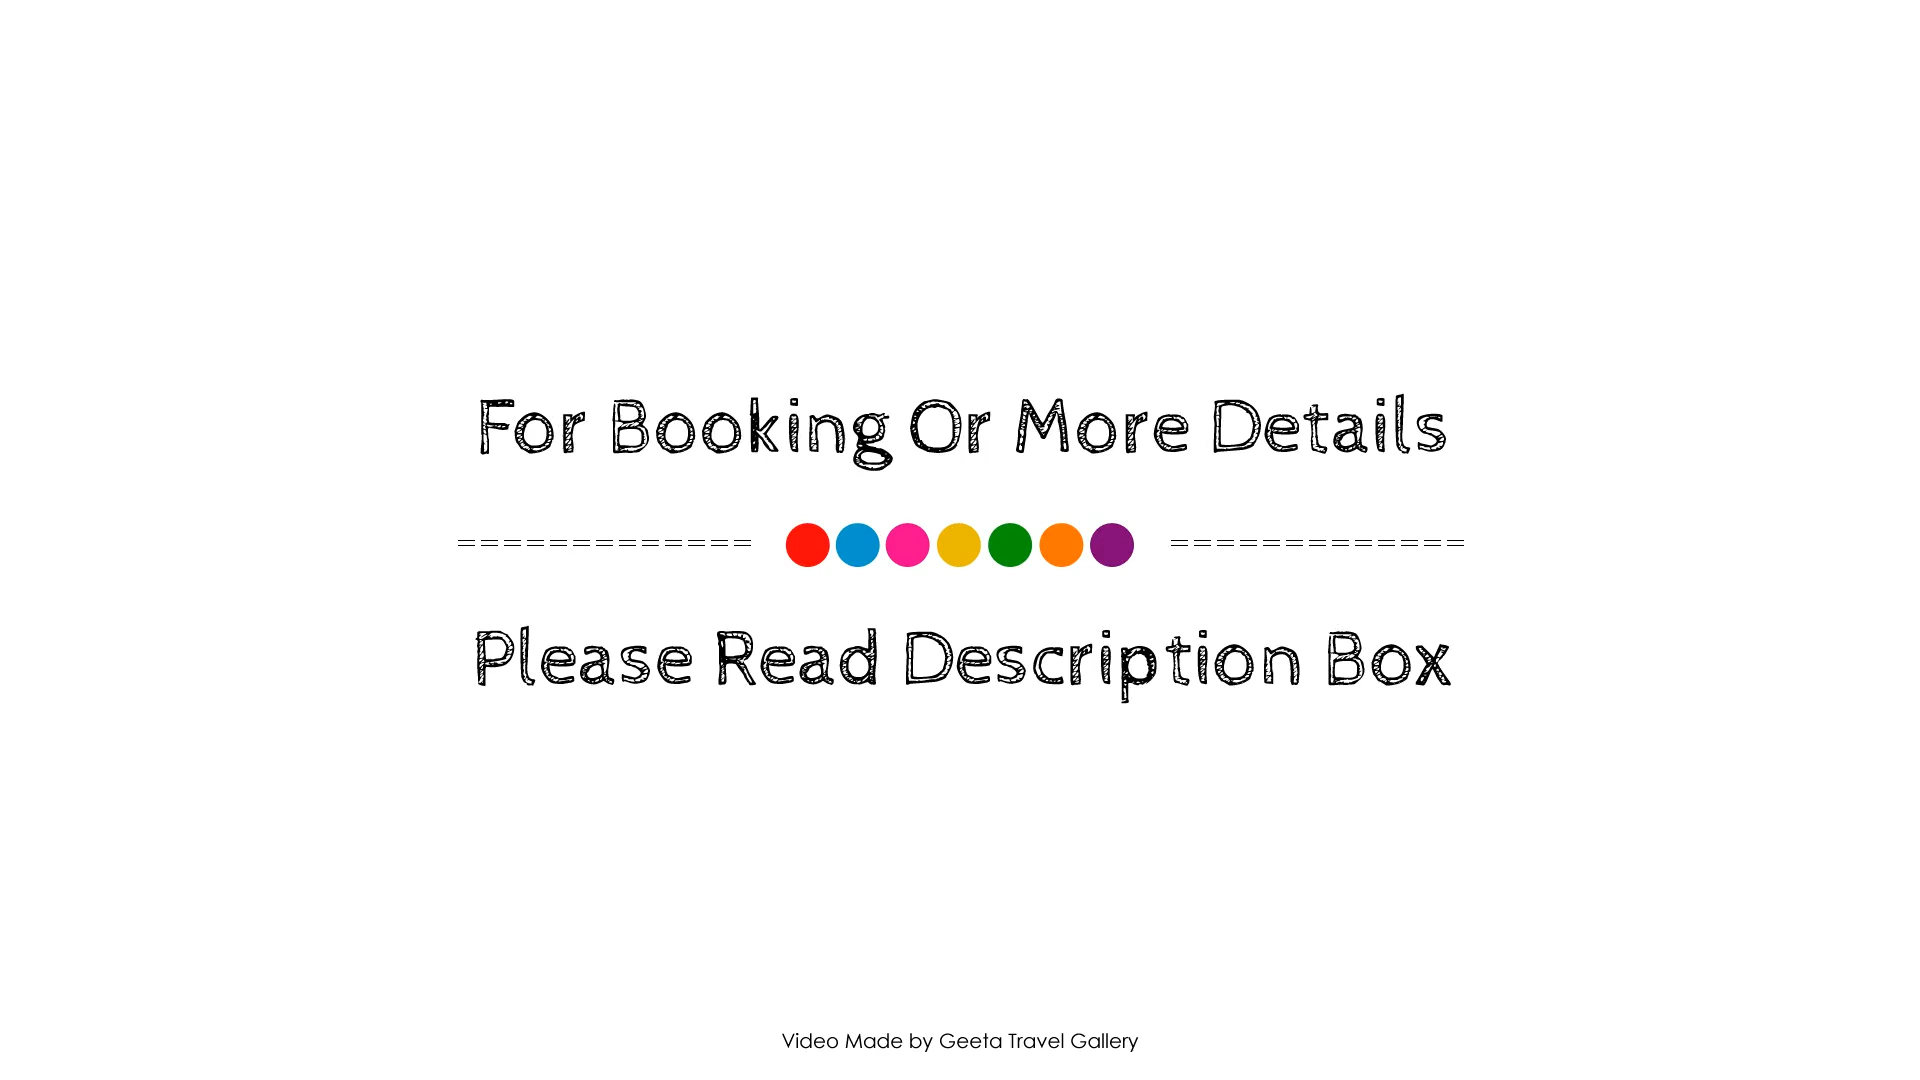 For Booking Or More Details
============= =============
Please Read Description Box
Video Made by Geeta Travel Gallery